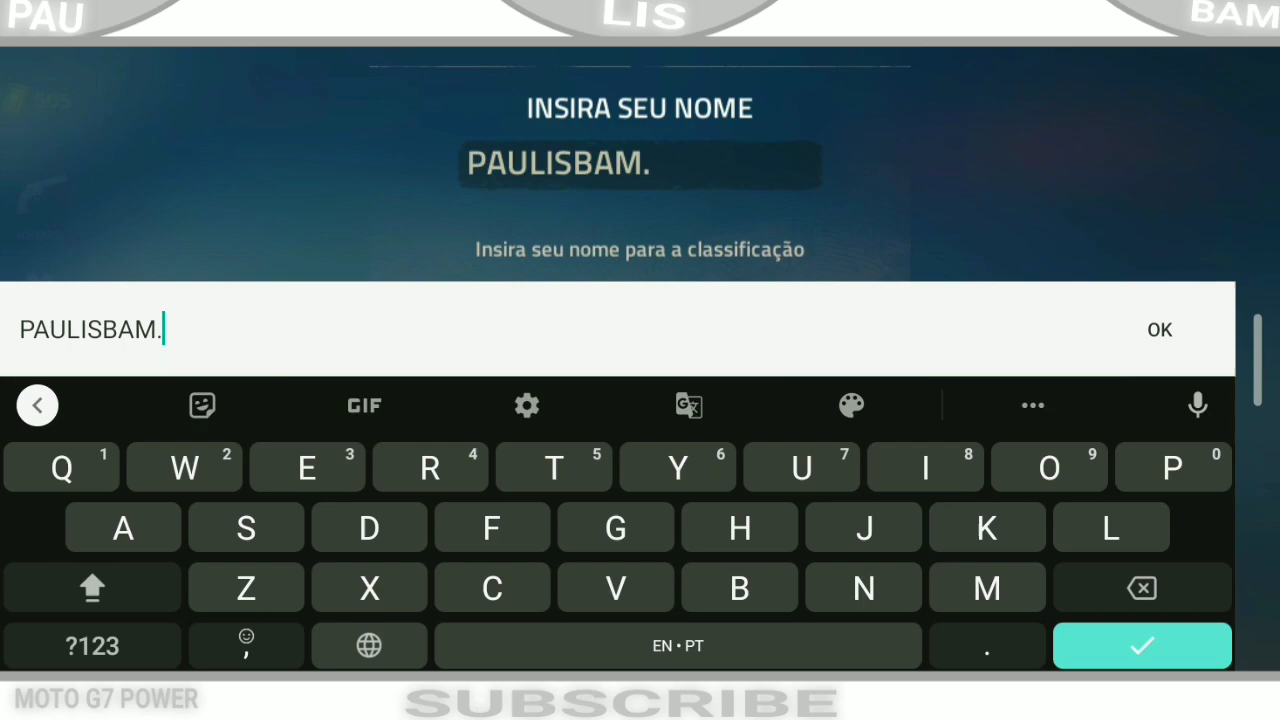 PAU LIS BAM
505
INSIRA SEU NOME
PAULISBAM.
Insira seu nome para a classificação
PAULISBAM. OK
GIF
Q 1 W 2 E 3 R 4 T 5 Y 6 U 7 I 8 O 9 P 0
A S D F G H J K L
Z X C V B N M
?123 , EN • PT .
MOTO G7 POWER SUBSCRIBE